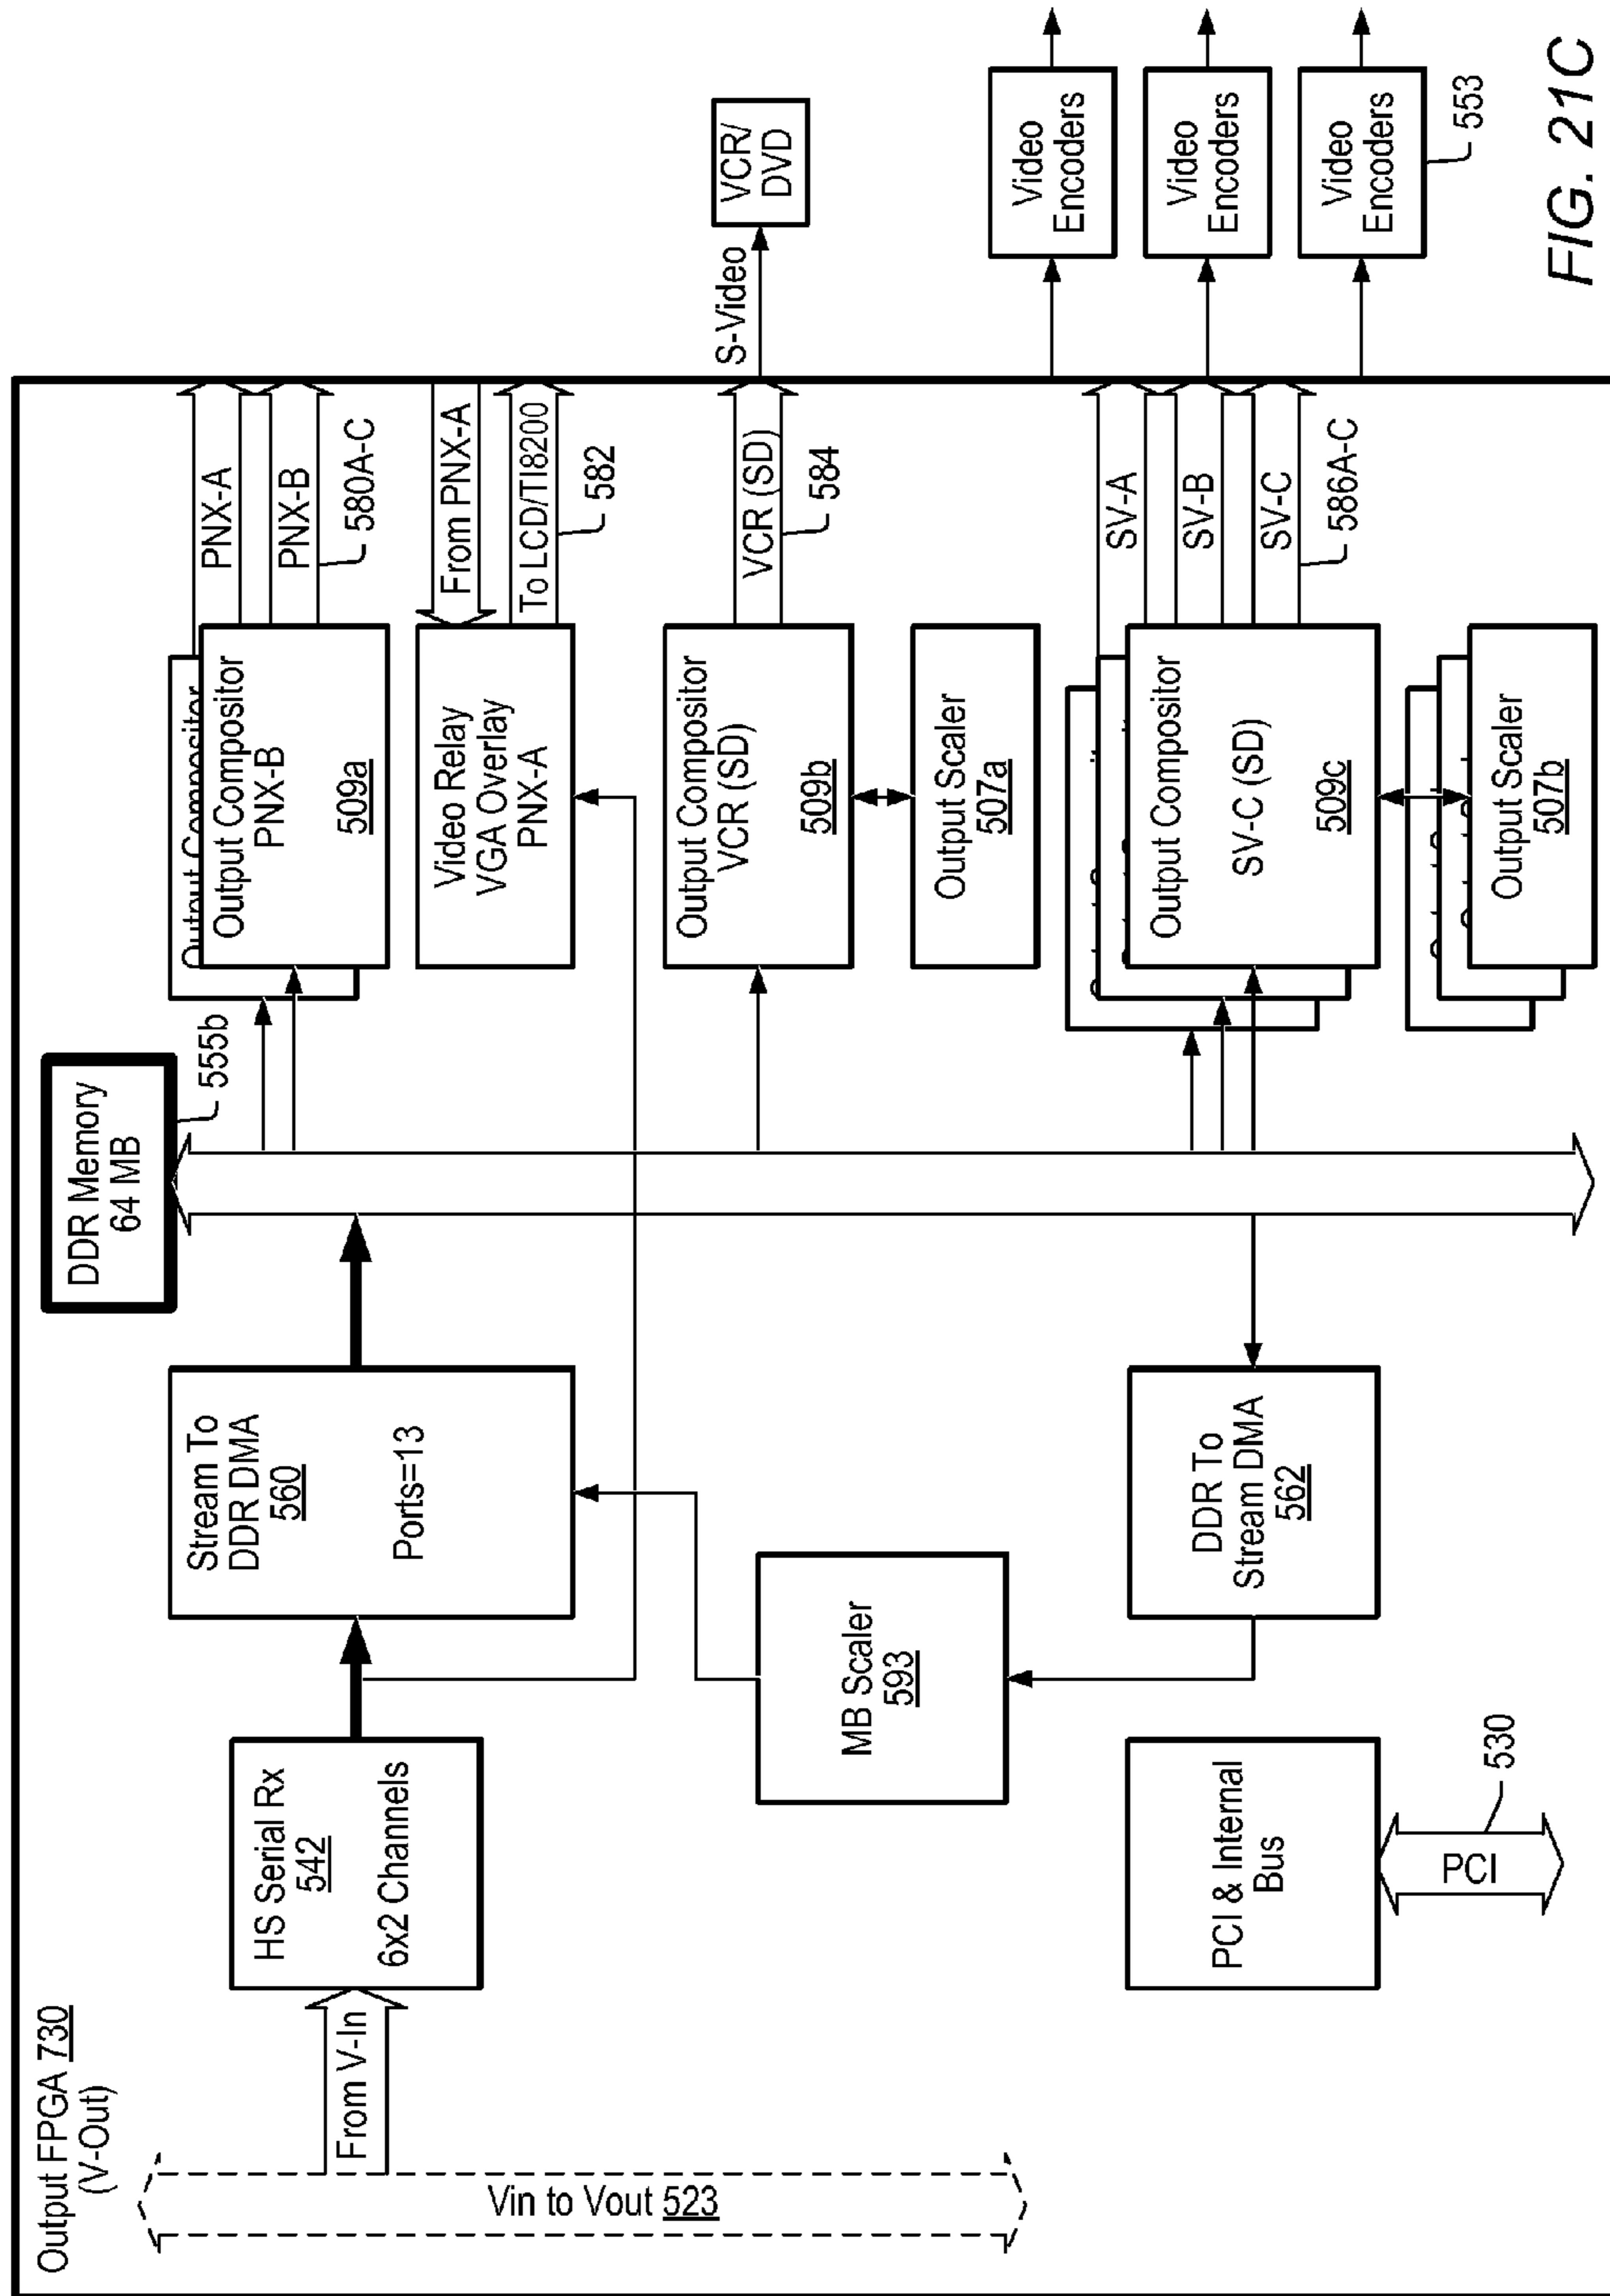 Output FPGA 730
(V-Out)
Vin to Vout 523
From V-In
HS Serial Rx
542
6x2 Channels
Stream To
DDR DMA
560
Ports=13
MB Scaler
593
DDR To
Stream DMA
562
PCI & Internal
Bus
PCI
530
DDR Memory
64 MB
555b
Output Compositor
Output Compositor
PNX-B
509a
PNX-A
PNX-B
580A-C
Video Relay
VGA Overlay
PNX-A
From PNX-A
To LCD/TI8200
582
Output Compositor
VCR (SD)
509b
VCR (SD)
584
S-Video
VCR/
DVD
Output Scaler
507a
Output Compositor
SV-C (SD)
509c
SV-A
SV-B
SV-C
586A-C
Output Scaler
507b
Video
Encoders
Video
Encoders
Video
Encoders
553
FIG. 21C